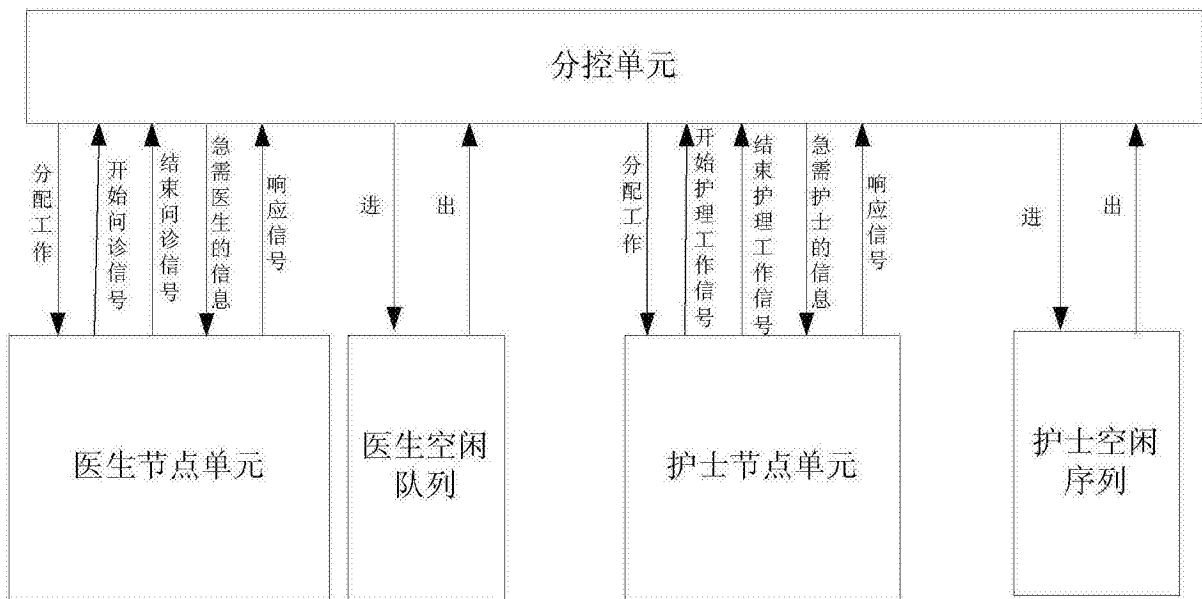 分控单元
分配工作
开始问诊信号
结束问诊信号
急需医生的信息
响应信号
进
出
分配工作
开始护理工作信号
结束护理工作信号
急需护士的信息
响应信号
进
出
医生节点单元
医生空闲
队列
护士节点单元
护士空闲
序列